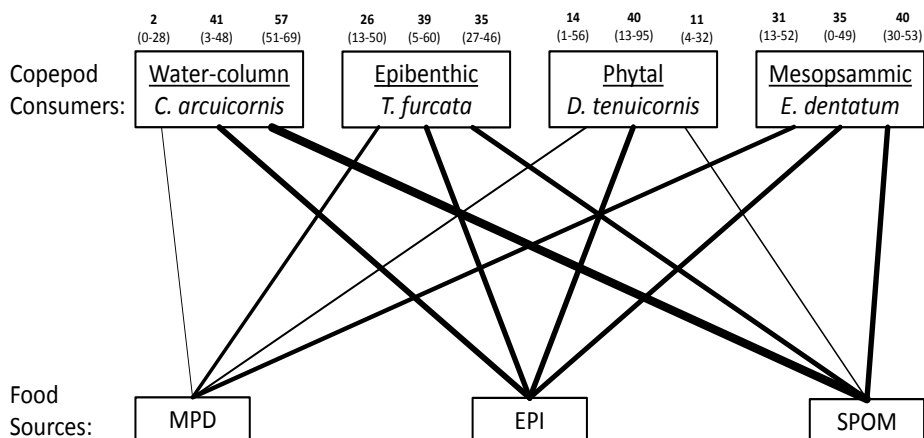 2 41 57 26 39 35 14 40 11 31 35 40
(0-28) (3-48) (51-69) (13-50) (5-60) (27-46) (1-56) (13-95) (4-32) (13-52) (0-49) (30-53)
Copepod Water-column Epibenthic Phytal Mesopsammic
Consumers: C. arcuicornis T. furcata D. tenuicornis E. dentatum
Food
Sources: MPD EPI SPOM